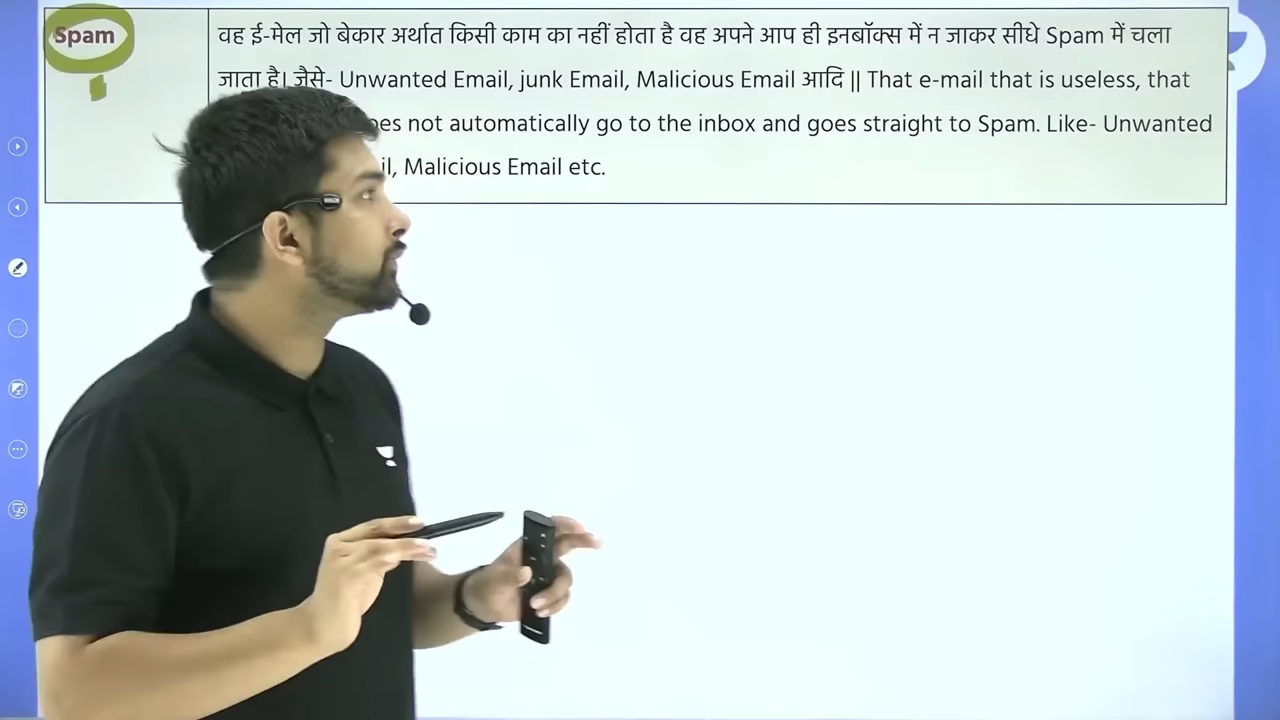 Spam
वह ई-मेल जो बेकार अर्थात किसी काम का नहीं होता है वह अपने आप ही इनबॉक्स में न जाकर सीधे Spam में चला
जाता है। जैसे- Unwanted Email, junk Email, Malicious Email आदि || That e-mail that is useless, that
not automatically go to the inbox and goes straight to Spam. Like- Unwanted
Malicious Email etc.